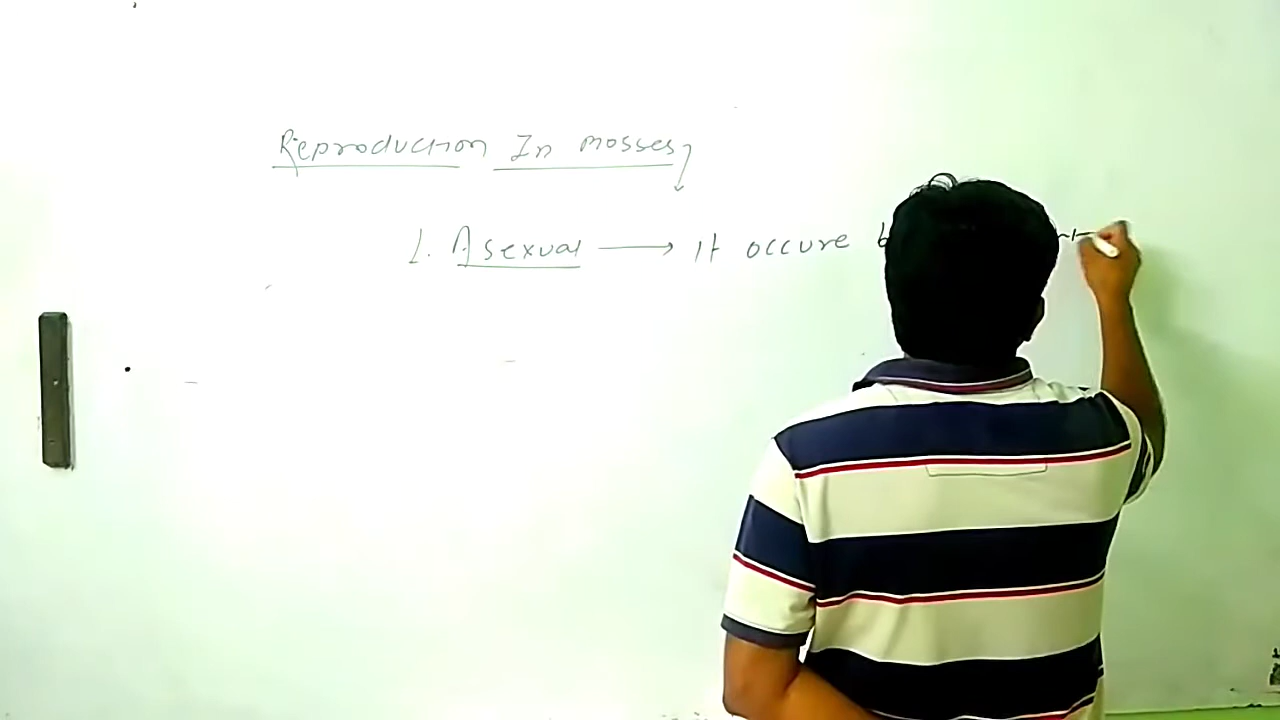 Reproduction In mosses
1. Asexual → It occure